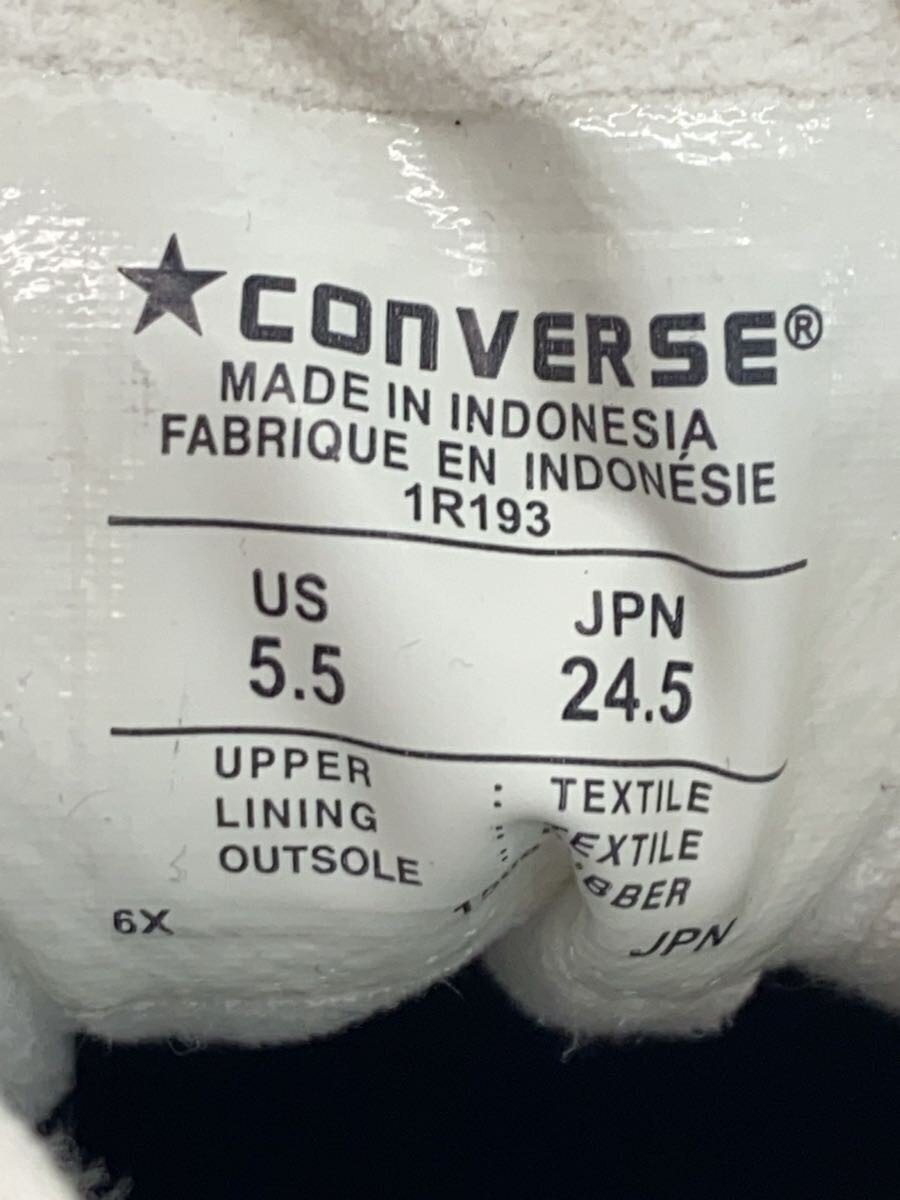 ★CONVERSE®
MADE IN INDONESIA
FABRIQUE EN INDONÉSIE
1R193
US JPN
5.5 24.5
UPPER : TEXTILE
LINING : TEXTILE
OUTSOLE :
6X JPN